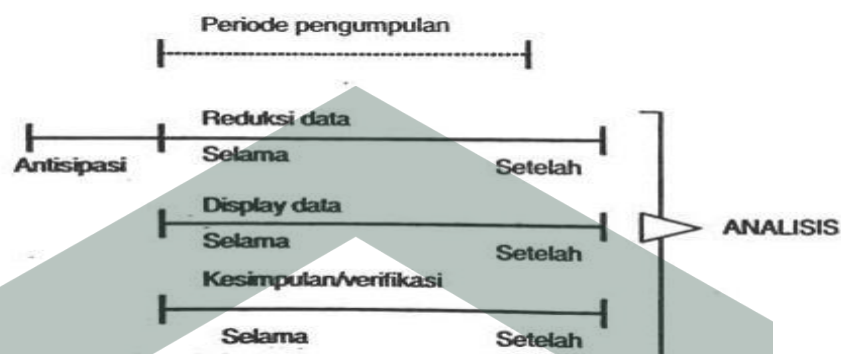 Periode pengumpulan
Reduksi data
Antisipasi Selama Setelah
Display data
Selama Setelah
ANALISIS
Kesimpulan/verifikasi
Selama Setelah